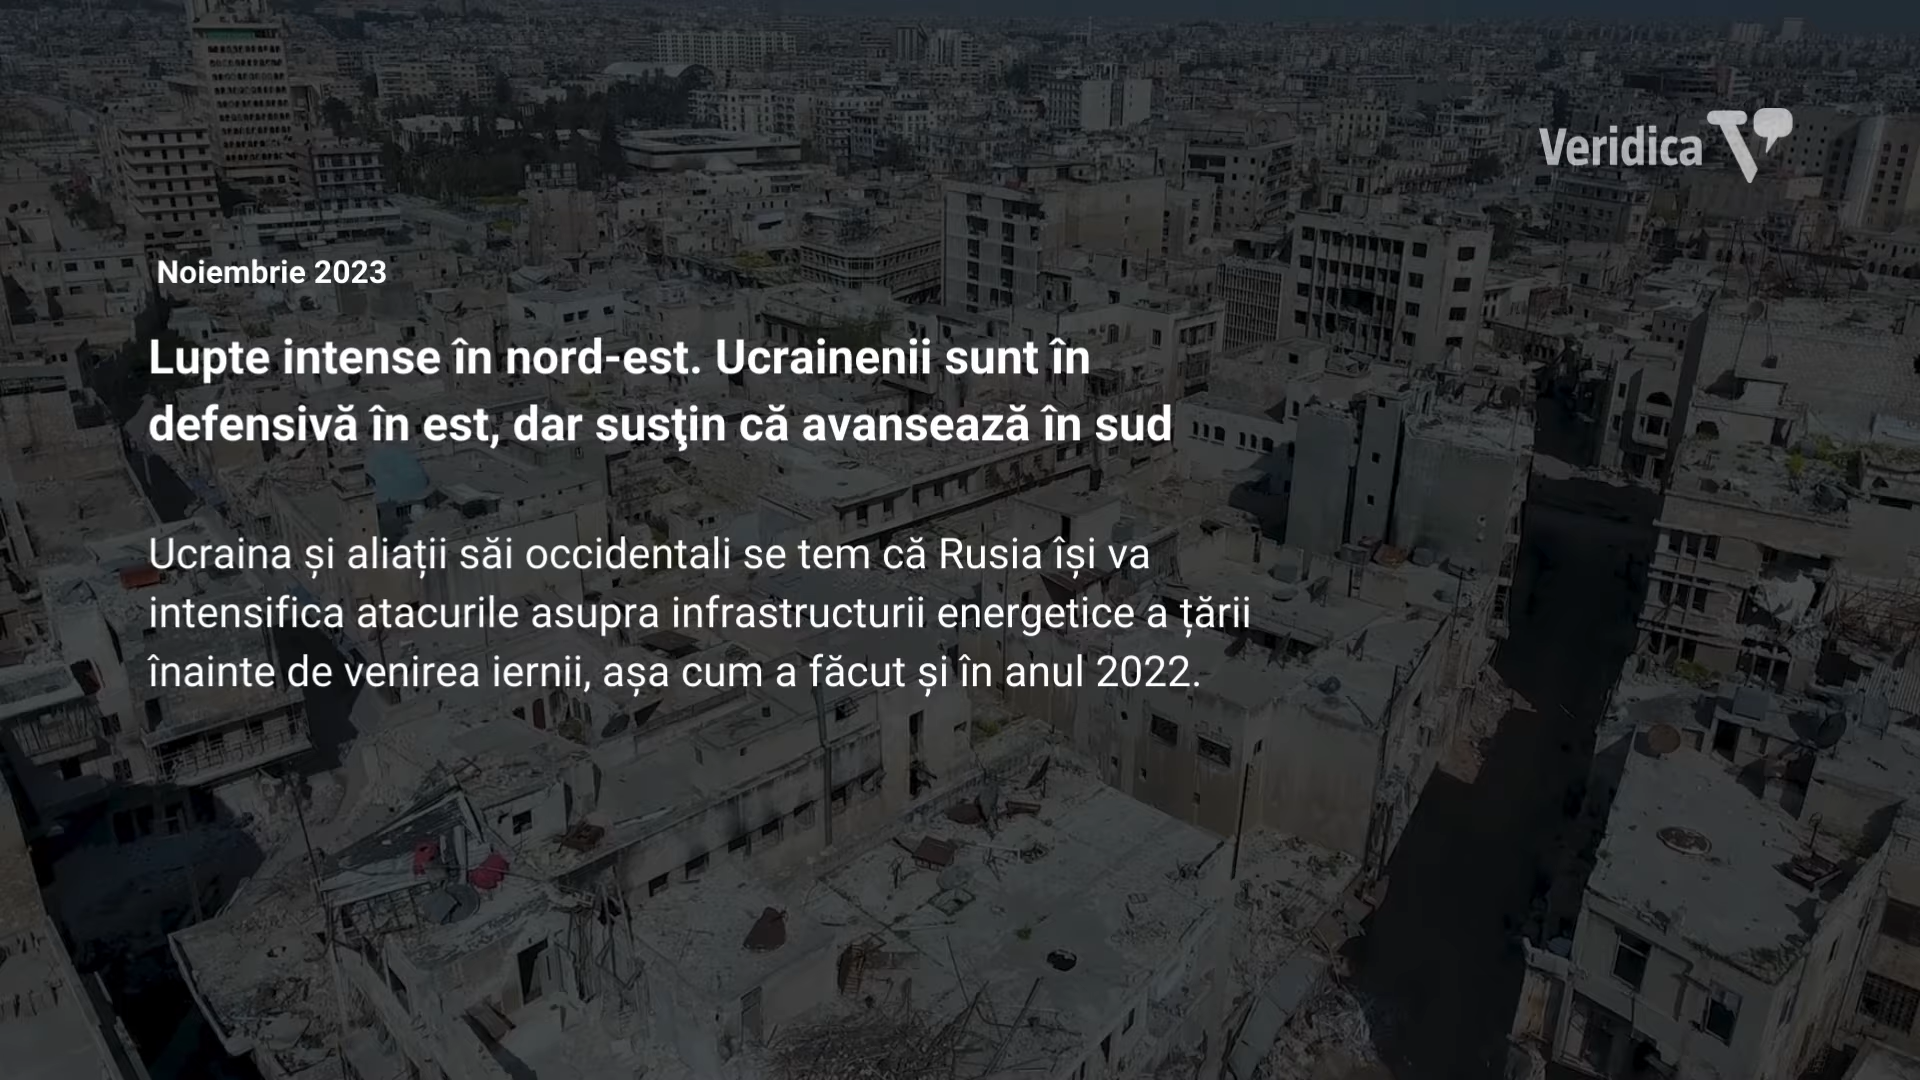 Veridica
Noiembrie 2023
Lupte intense în nord-est. Ucrainenii sunt în
defensivă în est, dar susţin că avansează în sud
Ucraina și aliații săi occidentali se tem că Rusia își va
intensifica atacurile asupra infrastructurii energetice a țării
înainte de venirea iernii, așa cum a făcut și în anul 2022.